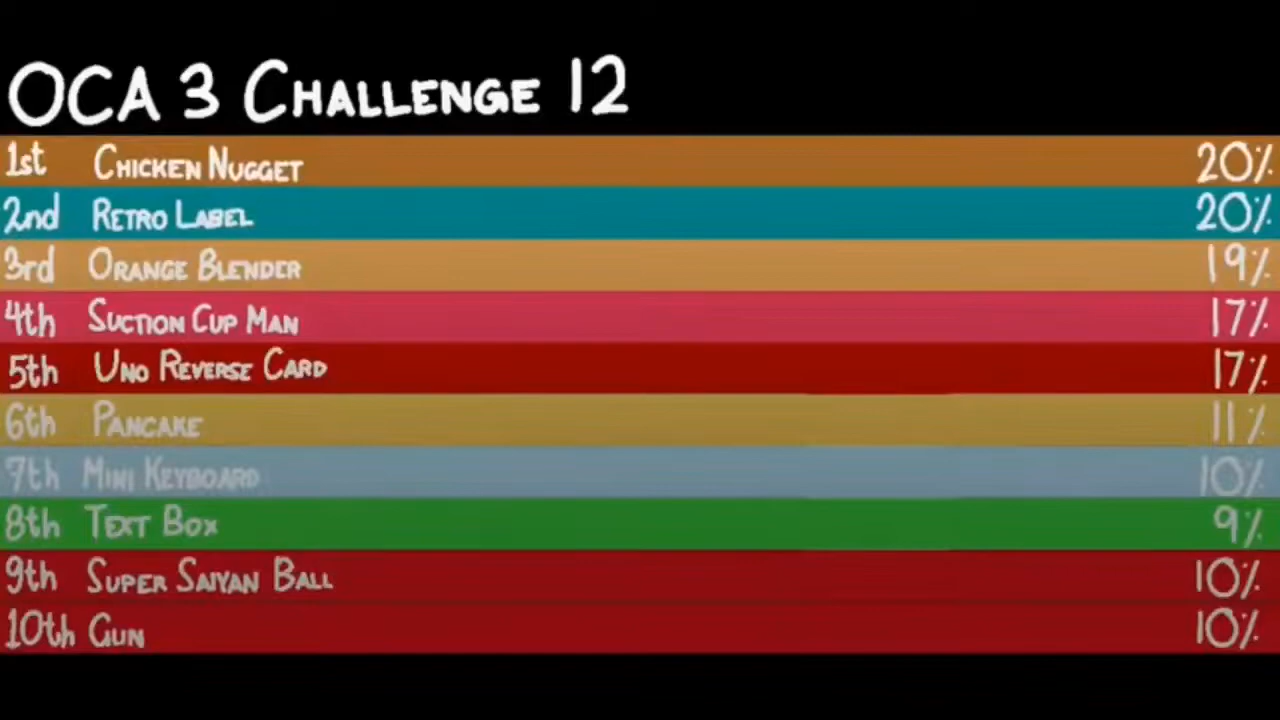 OCA 3 CHALLENGE 12
1st CHICKEN NUGGET 20%
2nd RETRO LABEL 20%
3rd ORANGE BLENDER 19%
4th SUCTION CUP MAN 17%
5th UNO REVERSE CARD 17%
6th PANCAKE 11%
7th MINI KEYBOARD 10%
8th TEXT BOX 9%
9th SUPER SAIYAN BALL 10%
10th GUN 10%